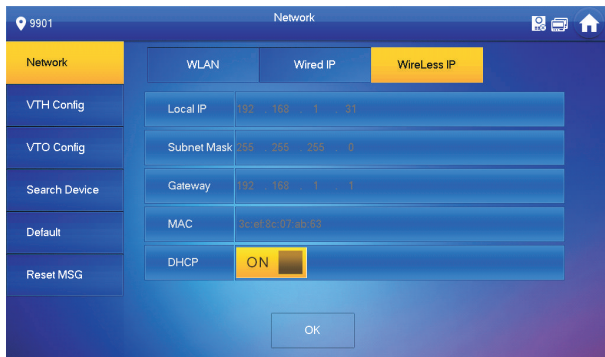 9901
Network
Network
WLAN
Wired IP
WireLess IP
VTH Config
Local IP 192 . 168 . 1 . 31
VTO Config
Subnet Mask 255 . 255 . 255 . 0
Search Device
Gateway 192 . 168 . 1 . 1
Default
MAC 3c:ef:8c:07:ab:63
Reset MSG
DHCP ON
OK